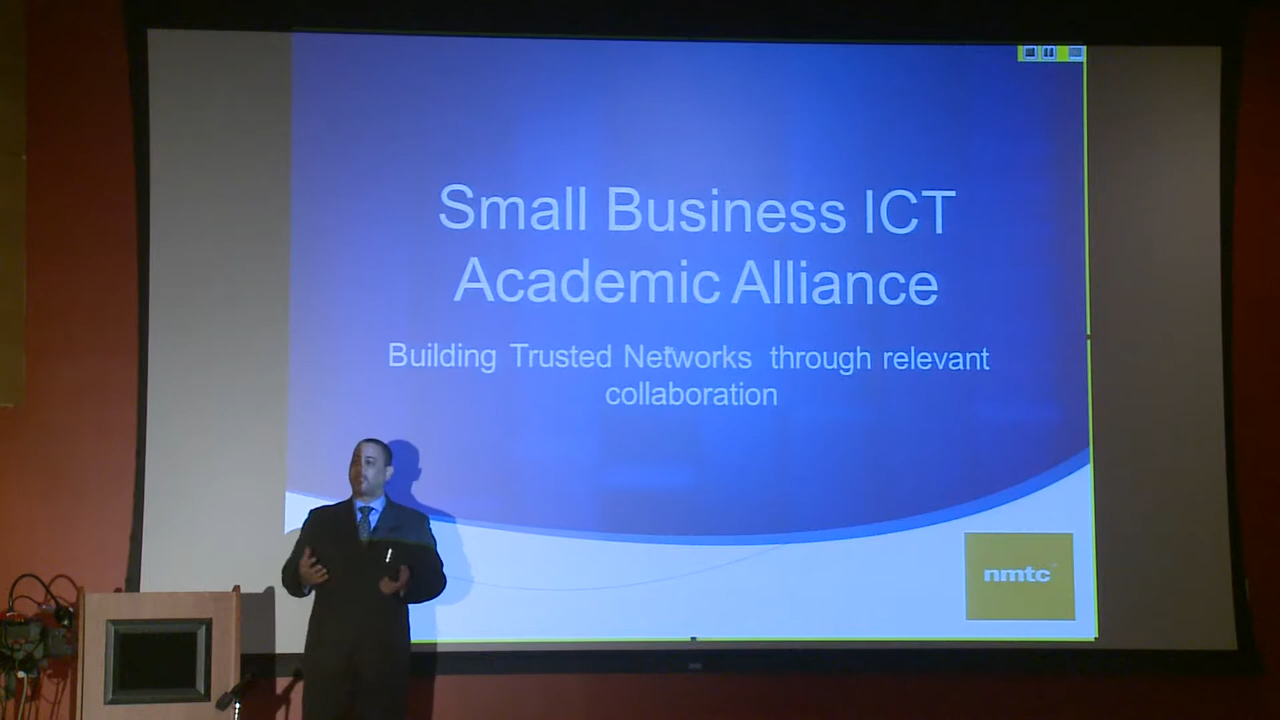 Small Business ICT
Academic Alliance
Building Trusted Networks through relevant
collaboration
nmtc